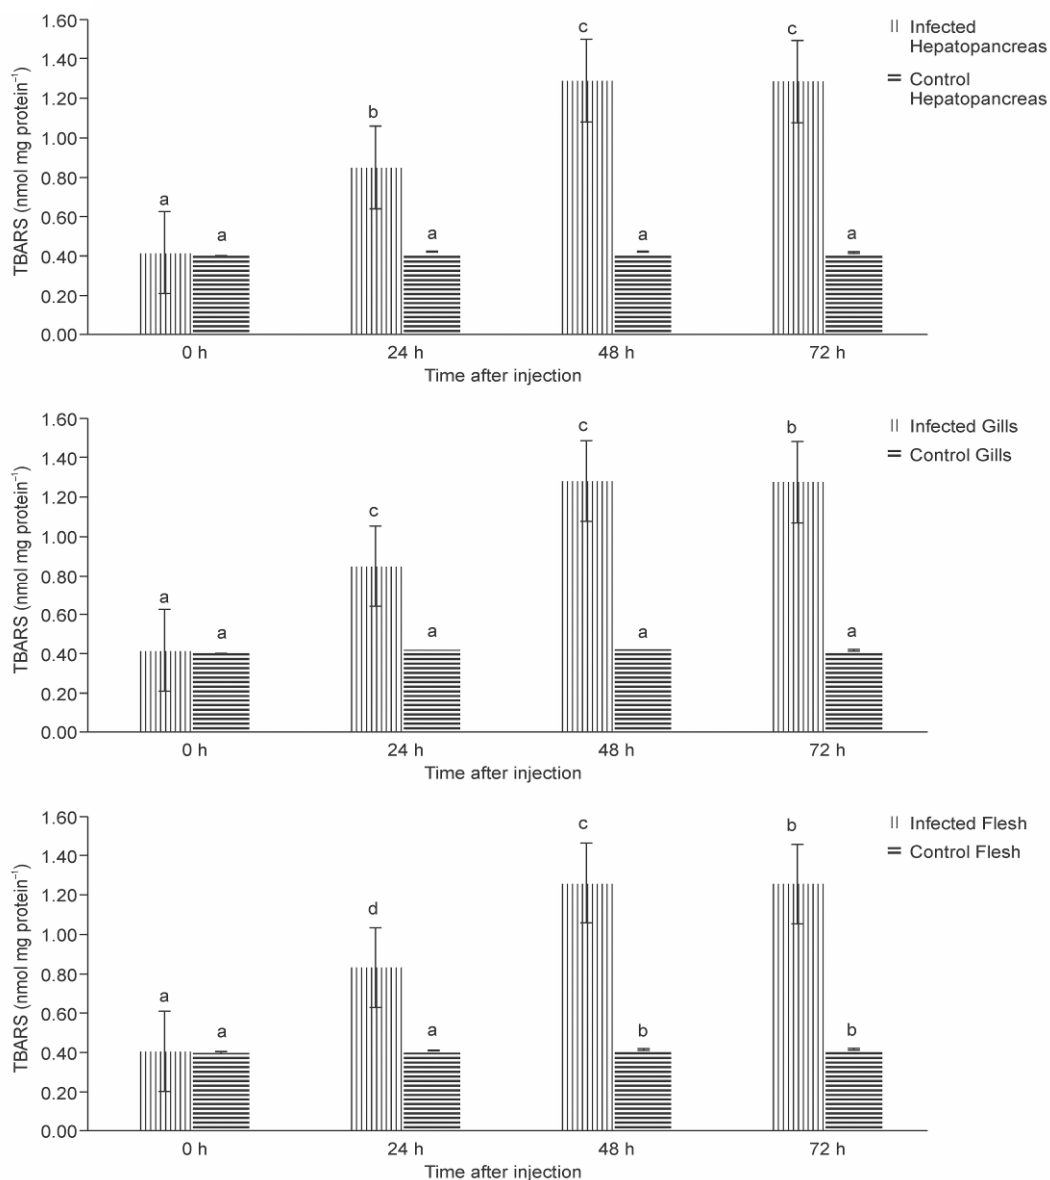 TBARS (nmol mg protein⁻¹)
1.60
1.40
1.20
1.00
0.80
0.60
0.40
0.20
0.00
a
a
b
a
c
a
c
a
0 h
24 h
48 h
72 h
Time after injection
Infected
Hepatopancreas
Control
Hepatopancreas
TBARS (nmol mg protein⁻¹)
1.60
1.40
1.20
1.00
0.80
0.60
0.40
0.20
0.00
a
a
c
a
c
a
b
a
0 h
24 h
48 h
72 h
Time after injection
Infected Gills
Control Gills
TBARS (nmol mg protein⁻¹)
1.60
1.40
1.20
1.00
0.80
0.60
0.40
0.20
0.00
a
a
d
a
c
b
b
b
0 h
24 h
48 h
72 h
Time after injection
Infected Flesh
Control Flesh